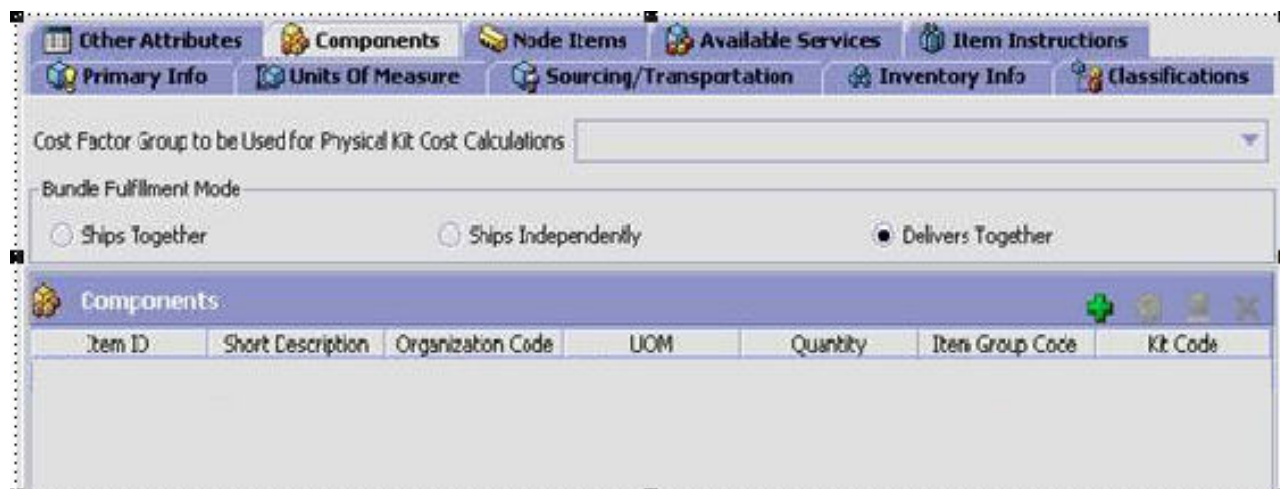 Other Attributes Components Node Items Available Services Item Instructions
Primary Info Units Of Measure Sourcing/Transportation Inventory Info Classifications
Cost Factor Group to be Used for Physical Kit Cost Calculations
Bundle Fulfilment Mode
Ships Together Ships Independently Delivers Together
Components
Item ID Short Description Organization Code UOM Quantity Item Group Code Kit Code